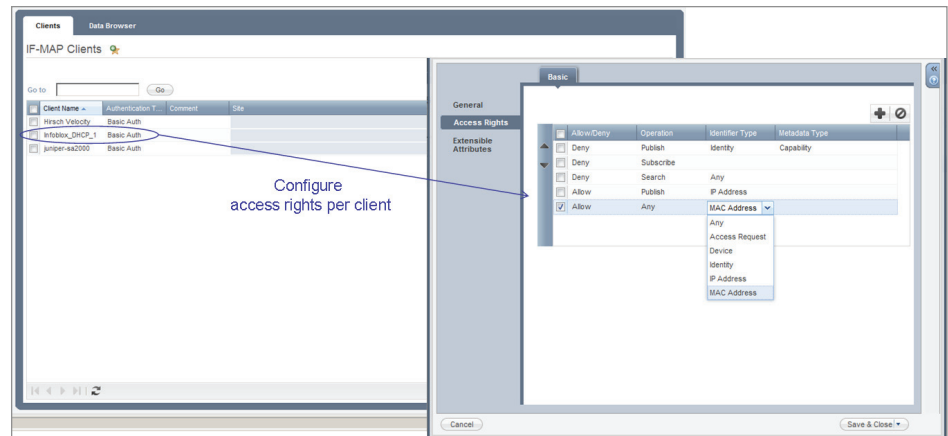 Clients Data Browser
IF-MAP Clients
Go to Go
Client Name Authentication T... Comment Site
Hirsch Velocity Basic Auth
Infoblox_DHCP_1 Basic Auth
juniper-sa2000 Basic Auth
Configure
access rights per client
Basic
General
Access Rights
Extensible
Attributes
Allow/Deny Operation Identifier Type Metadata Type
Deny Publish Identity Capability
Deny Subscribe
Deny Search Any
Allow Publish IP Address
Allow Any MAC Address
Any
Access Request
Device
Identity
IP Address
MAC Address
Cancel Save & Close